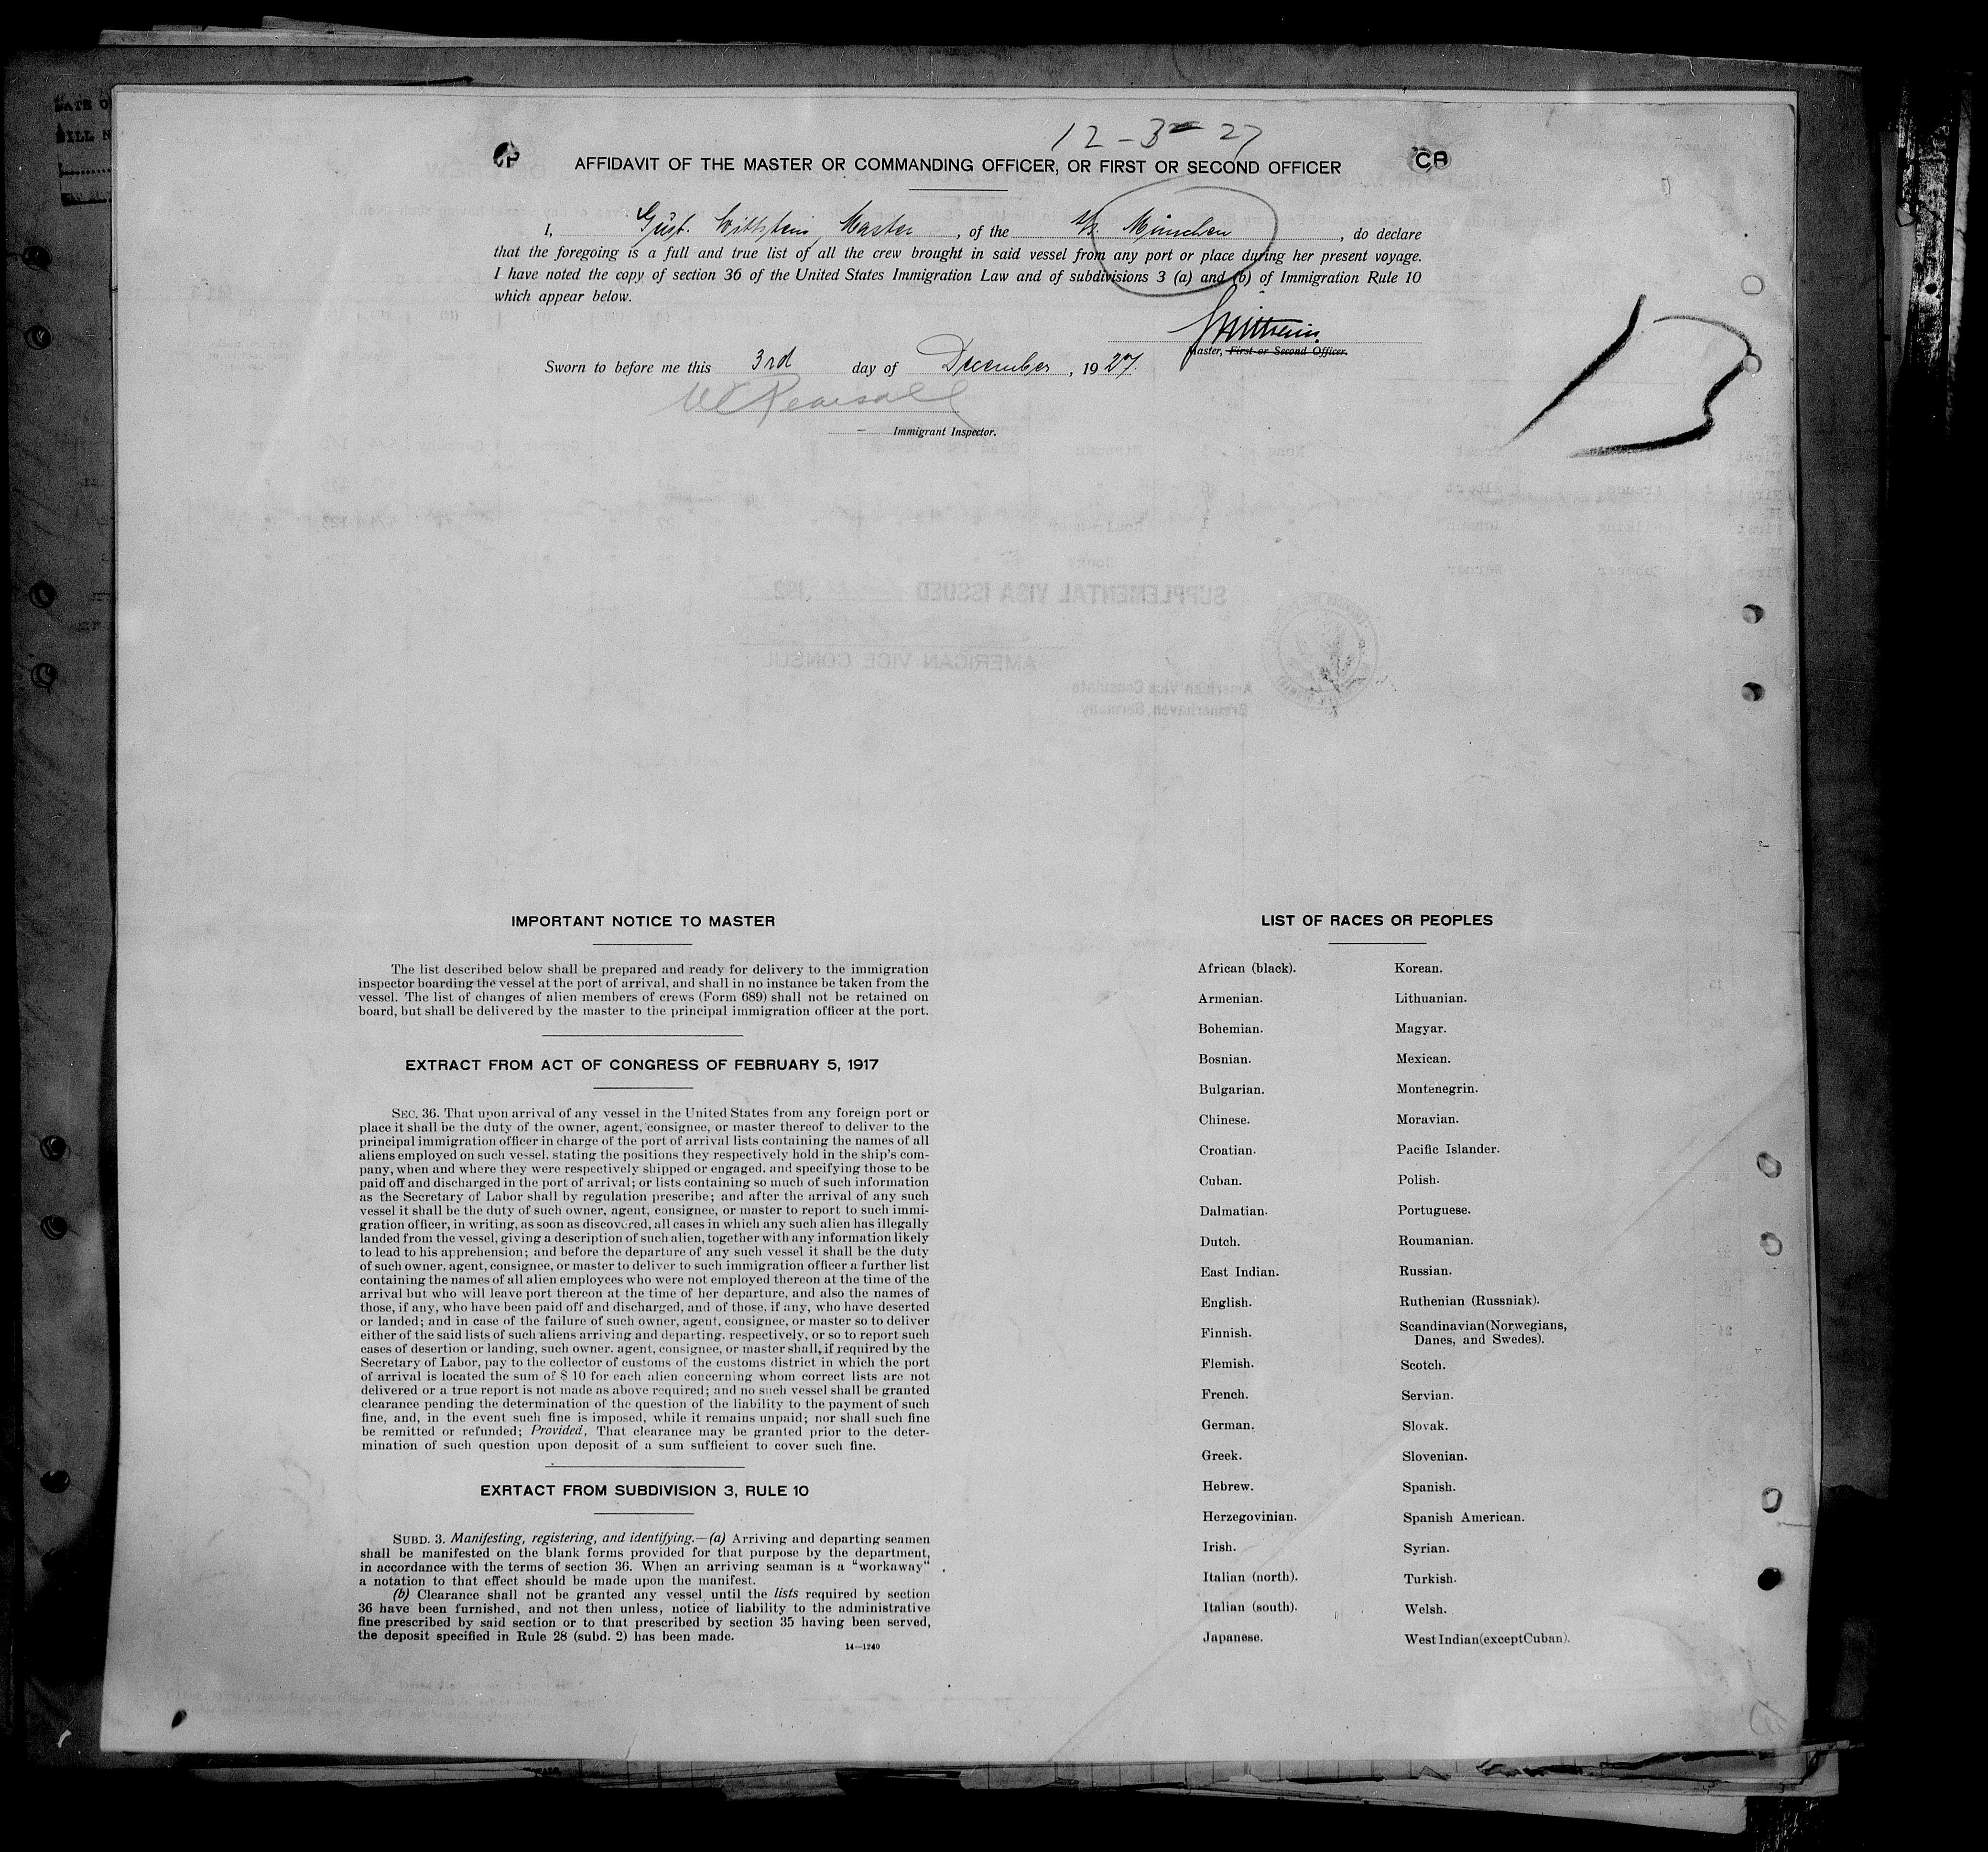 12-3-27
AFFIDAVIT OF THE MASTER OR COMMANDING OFFICER, OR FIRST OR SECOND OFFICER
I, Gust. Wittstein, Master, of the s/s. München, do declare
that the foregoing is a full and true list of all the crew brought in said vessel from any port or place during her present voyage.
I have noted the copy of section 36 of the United States Immigration Law and of subdivisions 3 (a) and (b) of Immigration Rule 10
which appear below.
Master, First or Second Officer.
Sworn to before me this 3rd day of December, 1927.
Immigrant Inspector.
13
SUPPLEMENTAL VISA ISSUED 192
AMERICAN VICE CONSUL
American Vice Consulate
Bremerhaven, Germany
IMPORTANT NOTICE TO MASTER
The list described below shall be prepared and ready for delivery to the immigration
inspector boarding the vessel at the port of arrival, and shall in no instance be taken from the
vessel. The list of changes of alien members of crews (Form 689) shall not be retained on
board, but shall be delivered by the master to the principal immigration officer at the port.
EXTRACT FROM ACT OF CONGRESS OF FEBRUARY 5, 1917
SEC. 36. That upon arrival of any vessel in the United States from any foreign port or
place it shall be the duty of the owner, agent, consignee, or master thereof to deliver to the
principal immigration officer in charge of the port of arrival lists containing the names of all
aliens employed on such vessel, stating the positions they respectively hold in the ship's com-
pany, when and where they were respectively shipped or engaged, and specifying those to be
paid off and discharged in the port of arrival; or lists containing so much of such information
as the Secretary of Labor shall by regulation prescribe; and after the arrival of any such
vessel it shall be the duty of such owner, agent, consignee, or master to report to such immi-
gration officer, in writing, as soon as discovered, all cases in which any such alien has illegally
landed from the vessel, giving a description of such alien, together with any information likely
to lead to his apprehension; and before the departure of any such vessel it shall be the duty
of such owner, agent, consignee, or master to deliver to such immigration officer a further list
containing the names of all alien employees who were not employed thereon at the time of the
arrival but who will leave port thereon at the time of her departure, and also the names of
those, if any, who have been paid off and discharged, and of those, if any, who have deserted
or landed; and in case of the failure of such owner, agent, consignee, or master so to deliver
either of the said lists of such aliens arriving and departing, respectively, or so to report such
cases of desertion or landing, such owner, agent, consignee, or master shall, if required by the
Secretary of Labor, pay to the collector of customs of the customs district in which the port
of arrival is located the sum of $ 10 for each alien concerning whom correct lists are not
delivered or a true report is not made as above required; and no such vessel shall be granted
clearance pending the determination of the question of the liability to the payment of such
fine, and, in the event such fine is imposed, while it remains unpaid; nor shall such fine
be remitted or refunded; Provided, That clearance may be granted prior to the deter-
mination of such question upon deposit of a sum sufficient to cover such fine.
EXRTACT FROM SUBDIVISION 3, RULE 10
SUBD. 3. Manifesting, registering, and identifying.—(a) Arriving and departing seamen
shall be manifested on the blank forms provided for that purpose by the department,
in accordance with the terms of section 36. When an arriving seaman is a "workaway"
a notation to that effect should be made upon the manifest.
(b) Clearance shall not be granted any vessel until the lists required by section
36 have been furnished, and not then unless, notice of liability to the administrative
fine prescribed by said section or to that prescribed by section 35 having been served,
the deposit specified in Rule 28 (subd. 2) has been made.
14—1240
LIST OF RACES OR PEOPLES
African (black). Korean.
Armenian. Lithuanian.
Bohemian. Magyar.
Bosnian. Mexican.
Bulgarian. Montenegrin.
Chinese. Moravian.
Croatian. Pacific Islander.
Cuban. Polish.
Dalmatian. Portuguese.
Dutch. Roumanian.
East Indian. Russian.
English. Ruthenian (Russniak).
Finnish. Scandinavian (Norwegians,
Danes, and Swedes).
Flemish. Scotch.
French. Servian.
German. Slovak.
Greek. Slovenian.
Hebrew. Spanish.
Herzegovinian. Spanish American.
Irish. Syrian.
Italian (north). Turkish.
Italian (south). Welsh.
Japanese. West Indian (except Cuban).